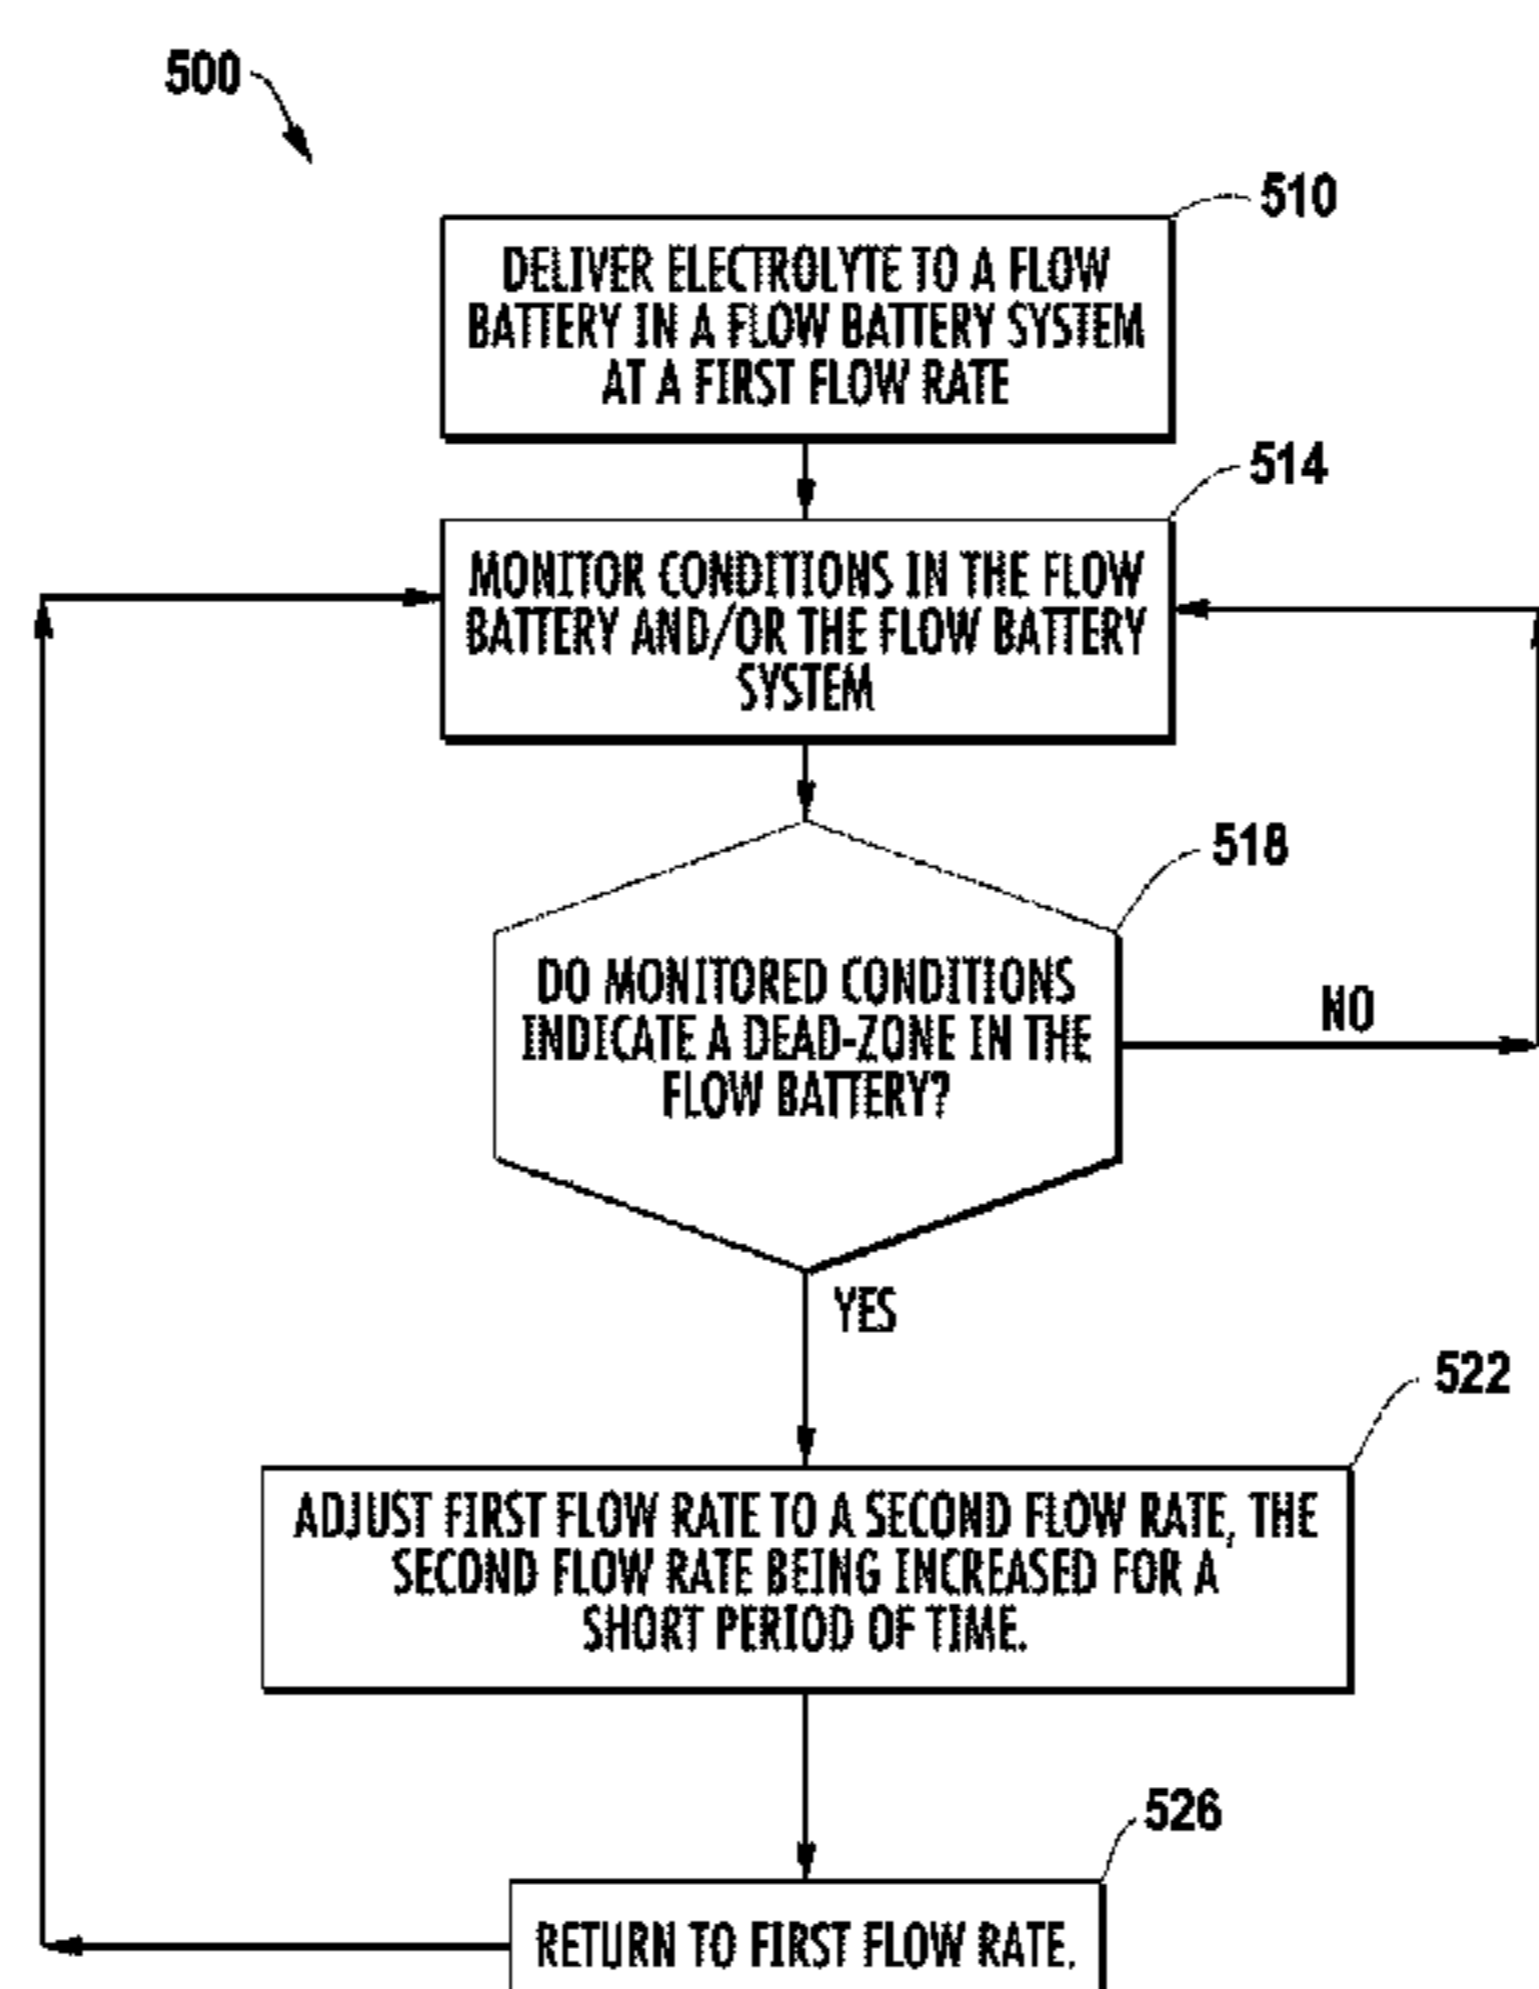 500
510
DELIVER ELECTROLYTE TO A FLOW
BATTERY IN A FLOW BATTERY SYSTEM
AT A FIRST FLOW RATE
514
MONITOR CONDITIONS IN THE FLOW
BATTERY AND/OR THE FLOW BATTERY
SYSTEM
518
DO MONITORED CONDITIONS
INDICATE A DEAD-ZONE IN THE
FLOW BATTERY?
NO
YES
522
ADJUST FIRST FLOW RATE TO A SECOND FLOW RATE, THE
SECOND FLOW RATE BEING INCREASED FOR A
SHORT PERIOD OF TIME.
526
RETURN TO FIRST FLOW RATE.